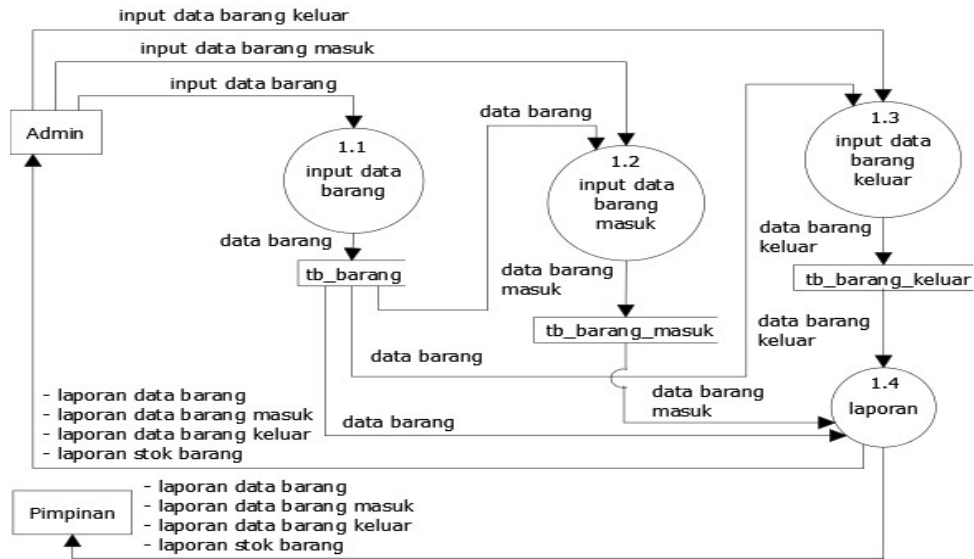 input data barang keluar
input data barang masuk
input data barang
Admin
data barang
1.1
input data
barang
1.2
input data
barang
masuk
1.3
input data
barang
keluar
data barang
tb_barang
data barang
masuk
tb_barang_masuk
data barang
keluar
tb_barang_keluar
data barang
keluar
data barang
data barang
masuk
data barang
1.4
laporan
- laporan data barang
- laporan data barang masuk
- laporan data barang keluar
- laporan stok barang
Pimpinan
- laporan data barang
- laporan data barang masuk
- laporan data barang keluar
- laporan stok barang